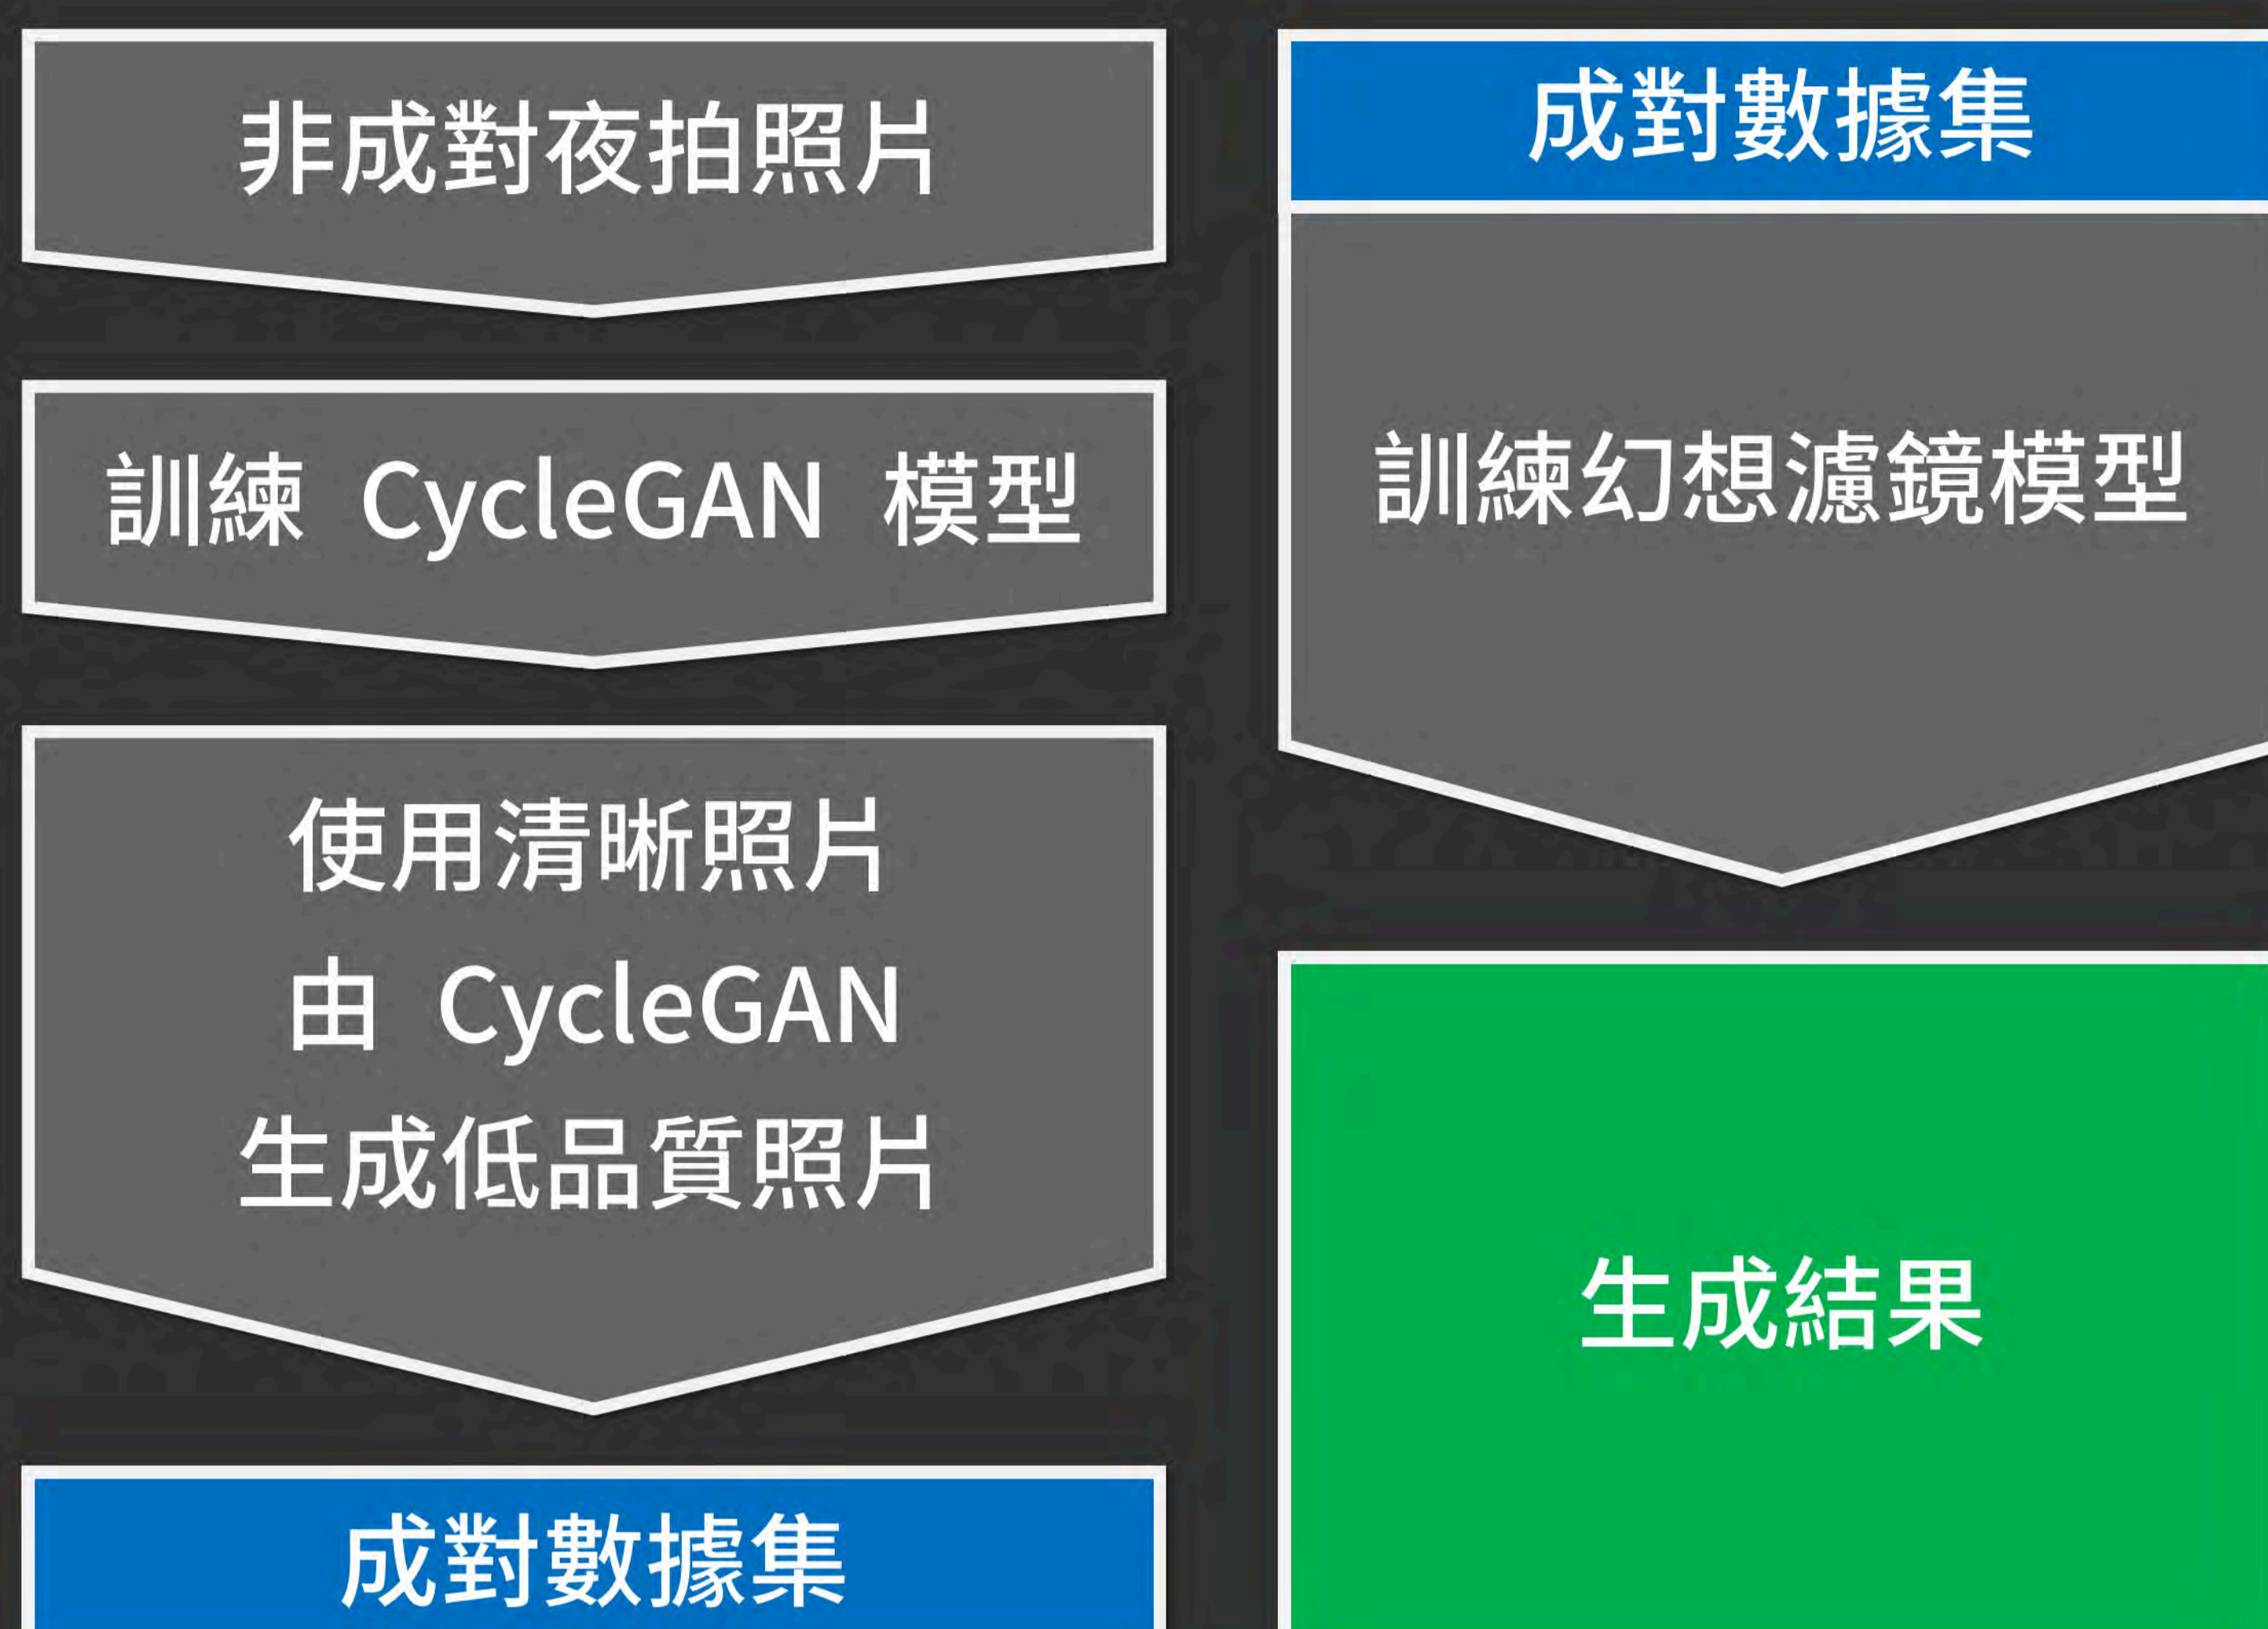 非成對夜拍照片
訓練 CycleGAN 模型
使用清晰照片
由 CycleGAN
生成低品質照片
成對數據集
成對數據集
訓練幻想濾鏡模型
生成結果